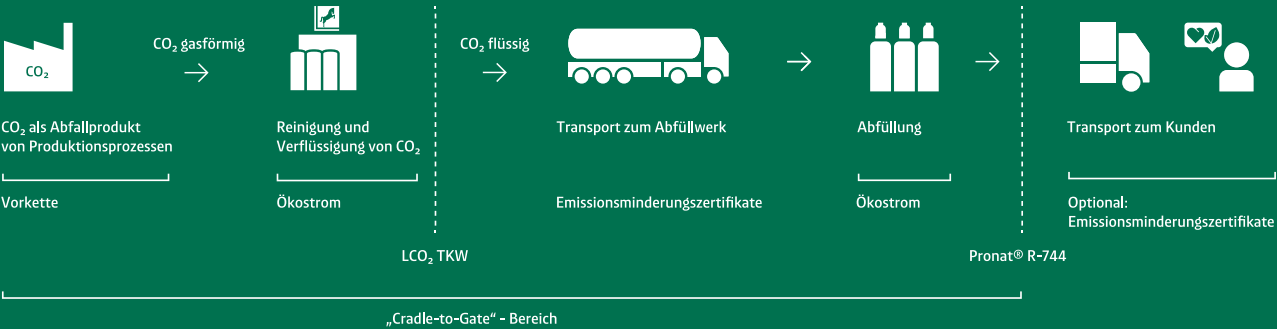 CO₂
CO₂ gasförmig
CO₂ flüssig
CO₂ als Abfallprodukt
von Produktionsprozessen
Reinigung und
Verflüssigung von CO₂
Transport zum Abfüllwerk
Abfüllung
Transport zum Kunden
Vorkette
Ökostrom
Emissionsminderungszertifikate
Ökostrom
Optional:
Emissionsminderungszertifikate
LCO₂ TKW
Pronat® R-744
„Cradle-to-Gate“ - Bereich